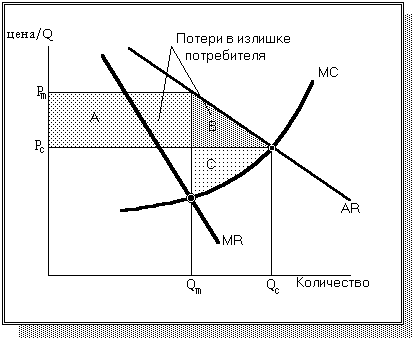 цена/Q
Потери в излишке
потребителя
MC
Pm
A
B
Pc
C
AR
MR
Qm
Qc
Количество